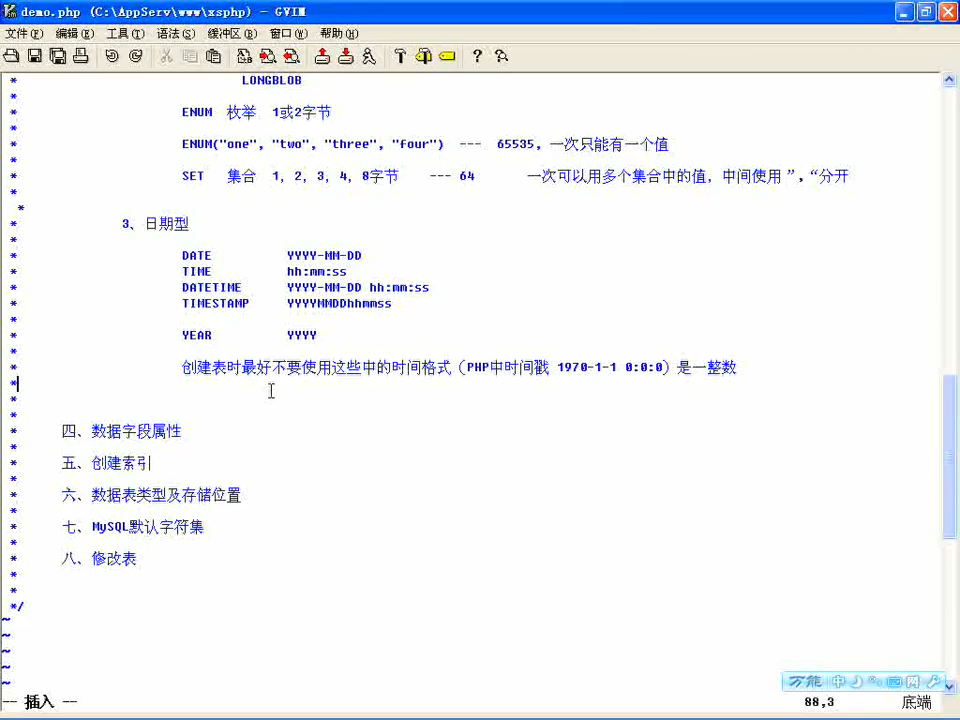 demo.php (C:\AppServ\www\xsphp) - GVIM
文件(F) 编辑(E) 工具(T) 语法(S) 缓冲区(B) 窗口(W) 帮助(H)
* LONGBLOB
*
* ENUM 枚举 1或2字节
*
* ENUM("one", "two", "three", "four") --- 65535, 一次只能有一个值
*
* SET 集合 1, 2, 3, 4, 8字节 --- 64 一次可以用多个集合中的值, 中间使用”,“分开
*
*
* 3、日期型
*
* DATE YYYY-MM-DD
* TIME hh:mm:ss
* DATETIME YYYY-MM-DD hh:mm:ss
* TIMESTAMP YYYYMMDDhhmmss
*
* YEAR YYYY
*
* 创建表时最好不要使用这些中的时间格式（PHP中时间戳 1970-1-1 0:0:0）是一整数
*
*
*
* 四、数据字段属性
*
* 五、创建索引
*
* 六、数据表类型及存储位置
*
* 七、MySQL默认字符集
*
* 八、修改表
*
*
*/
~
~
~
~
~
万能 中
-- 插入 -- 88,3 底端